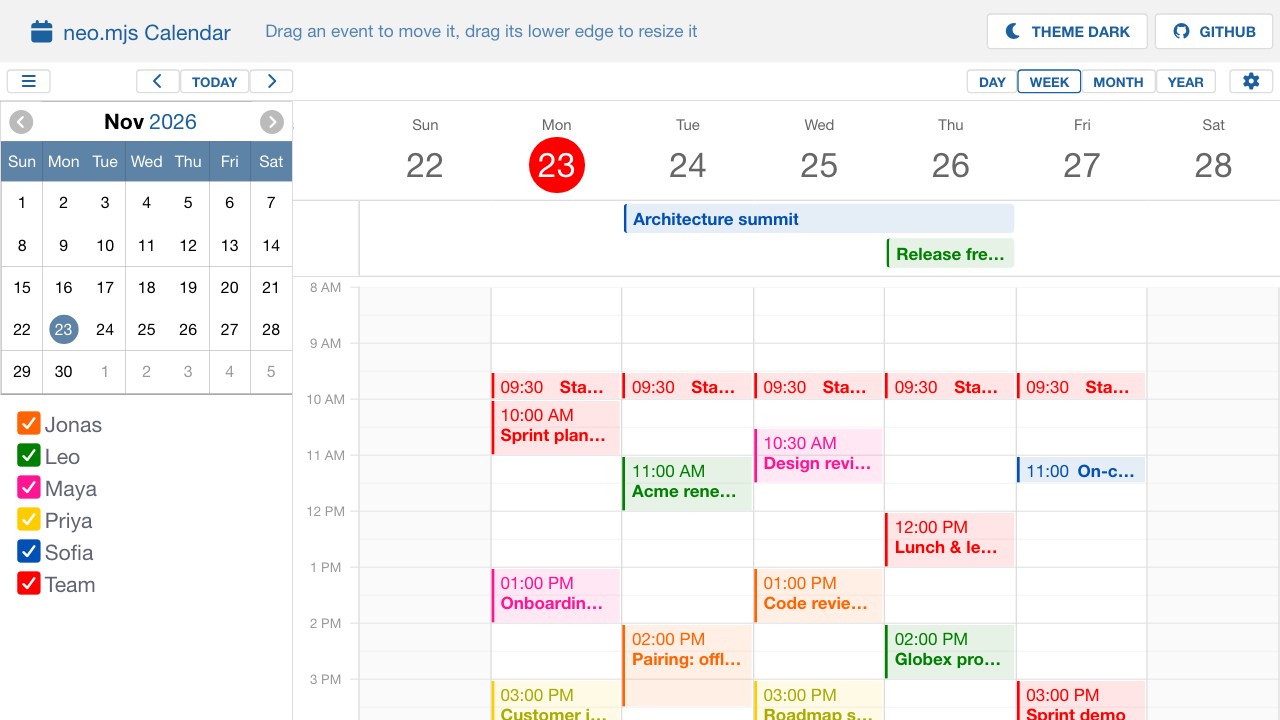 neo.mjs Calendar
Drag an event to move it, drag its lower edge to resize it
THEME DARK
GITHUB
TODAY
DAY WEEK MONTH YEAR
Nov 2026
Sun Mon Tue Wed Thu Fri Sat
1 2 3 4 5 6 7
8 9 10 11 12 13 14
15 16 17 18 19 20 21
22 23 24 25 26 27 28
29 30 1 2 3 4 5
Jonas
Leo
Maya
Priya
Sofia
Team
Sun Mon Tue Wed Thu Fri Sat
22 23 24 25 26 27 28
Architecture summit
Release fre...
8 AM
9 AM
09:30 Sta... 09:30 Sta... 09:30 Sta... 09:30 Sta... 09:30 Sta...
10 AM
10:00 AM
Sprint plan...
10:30 AM
Design revi...
11 AM
11:00 AM
Acme rene...
11:00 On-c...
12 PM
12:00 PM
Lunch & le...
1 PM
01:00 PM
Onboardin...
01:00 PM
Code revie...
2 PM
02:00 PM
Pairing: offl...
02:00 PM
Globex pro...
3 PM
03:00 PM
Customer i...
03:00 PM
Roadmap s...
03:00 PM
Sprint demo